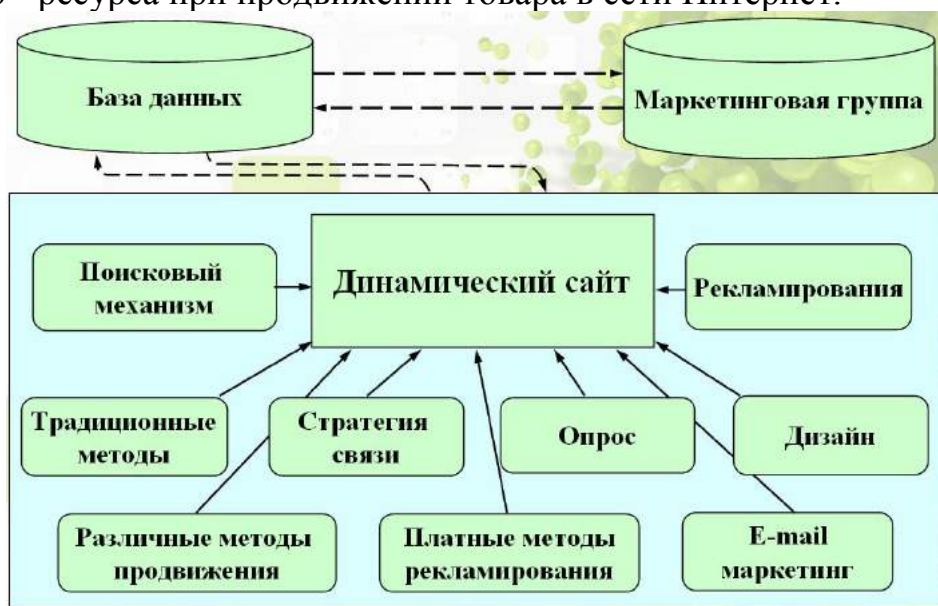 ресурса при продвижении товара в сети Интернет.
База данных
Маркетинговая группа
Динамический сайт
Поисковый
механизм
Рекламирования
Традиционные
методы
Стратегия
связи
Опрос
Дизайн
Различные методы
продвижения
Платные методы
рекламирования
E-mail
маркетинг